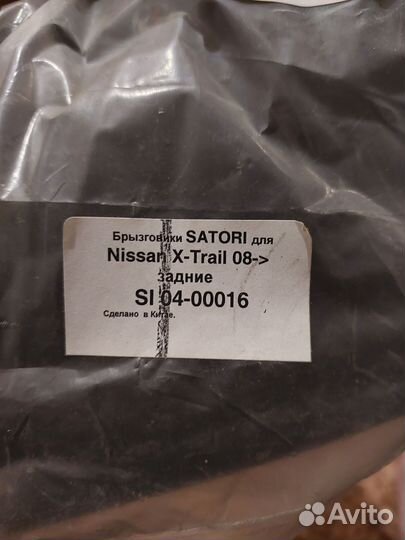 Брызговики SATORI для
Nissan X-Trail 08->
задние
SI 04-00016
Сделано в Китае.
Avito